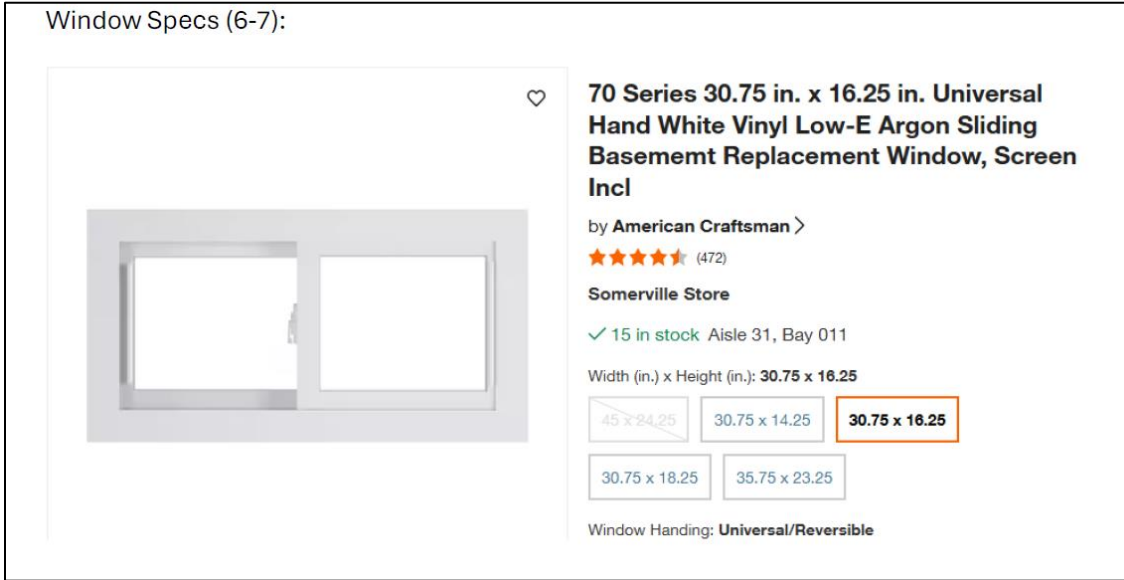 Window Specs (6-7):
70 Series 30.75 in. x 16.25 in. Universal
Hand White Vinyl Low-E Argon Sliding
Basememt Replacement Window, Screen
Incl
by American Craftsman
(472)
Somerville Store
15 in stock Aisle 31, Bay 011
Width (in.) x Height (in.): 30.75 x 16.25
45 x 24.25 30.75 x 14.25 30.75 x 16.25
30.75 x 18.25 35.75 x 23.25
Window Handing: Universal/Reversible